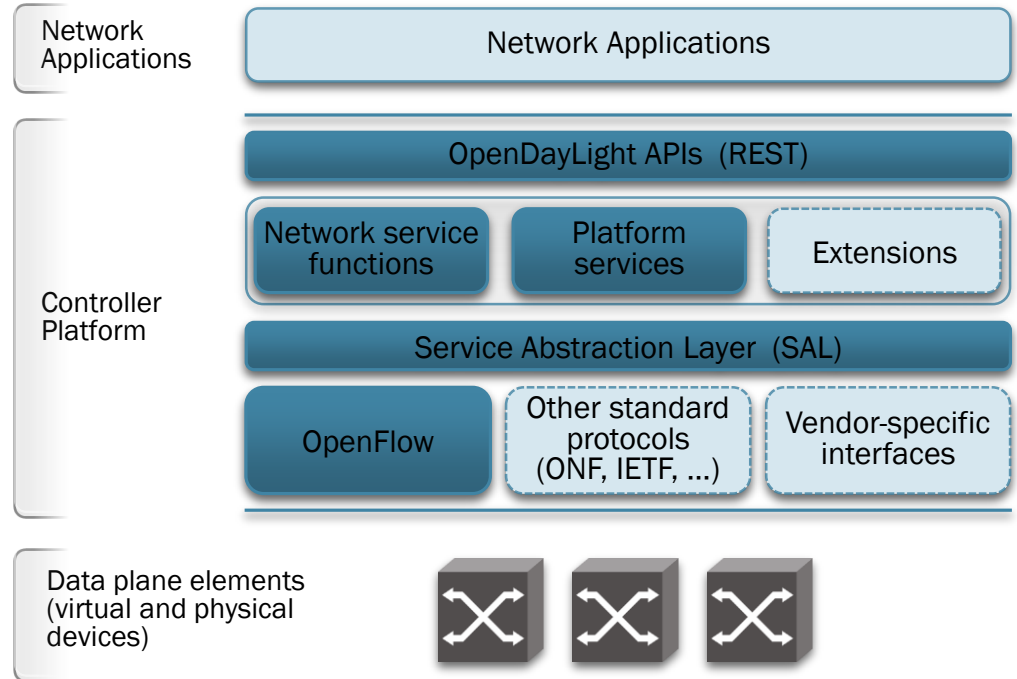 Network
Applications
Network Applications
OpenDayLight APIs (REST)
Network service
functions
Platform
services
Extensions
Controller
Platform
Service Abstraction Layer (SAL)
OpenFlow
Other standard
protocols
(ONF, IETF, ...)
Vendor-specific
interfaces
Data plane elements
(virtual and physical
devices)